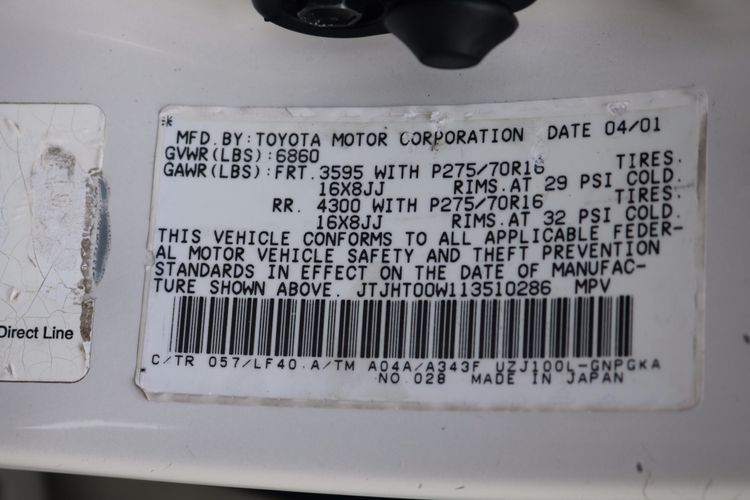 *
MFD. BY: TOYOTA MOTOR CORPORATION DATE 04/01
GVWR(LBS):6860
GAWR(LBS):FRT. 3595 WITH P275/70R16 TIRES.
16X8JJ RIMS. AT 29 PSI COLD.
RR. 4300 WITH P275/70R16 TIRES.
16X8JJ RIMS. AT 32 PSI COLD.
THIS VEHICLE CONFORMS TO ALL APPLICABLE FEDER-
AL MOTOR VEHICLE SAFETY AND THEFT PREVENTION
STANDARDS IN EFFECT ON THE DATE OF MANUFAC-
TURE SHOWN ABOVE. JTJHT00W113510286 MPV
C/TR 057/LF40. A/TM A04A/A343F UZJ100L-GNPGKA
NO. 028 MADE IN JAPAN
Direct Line